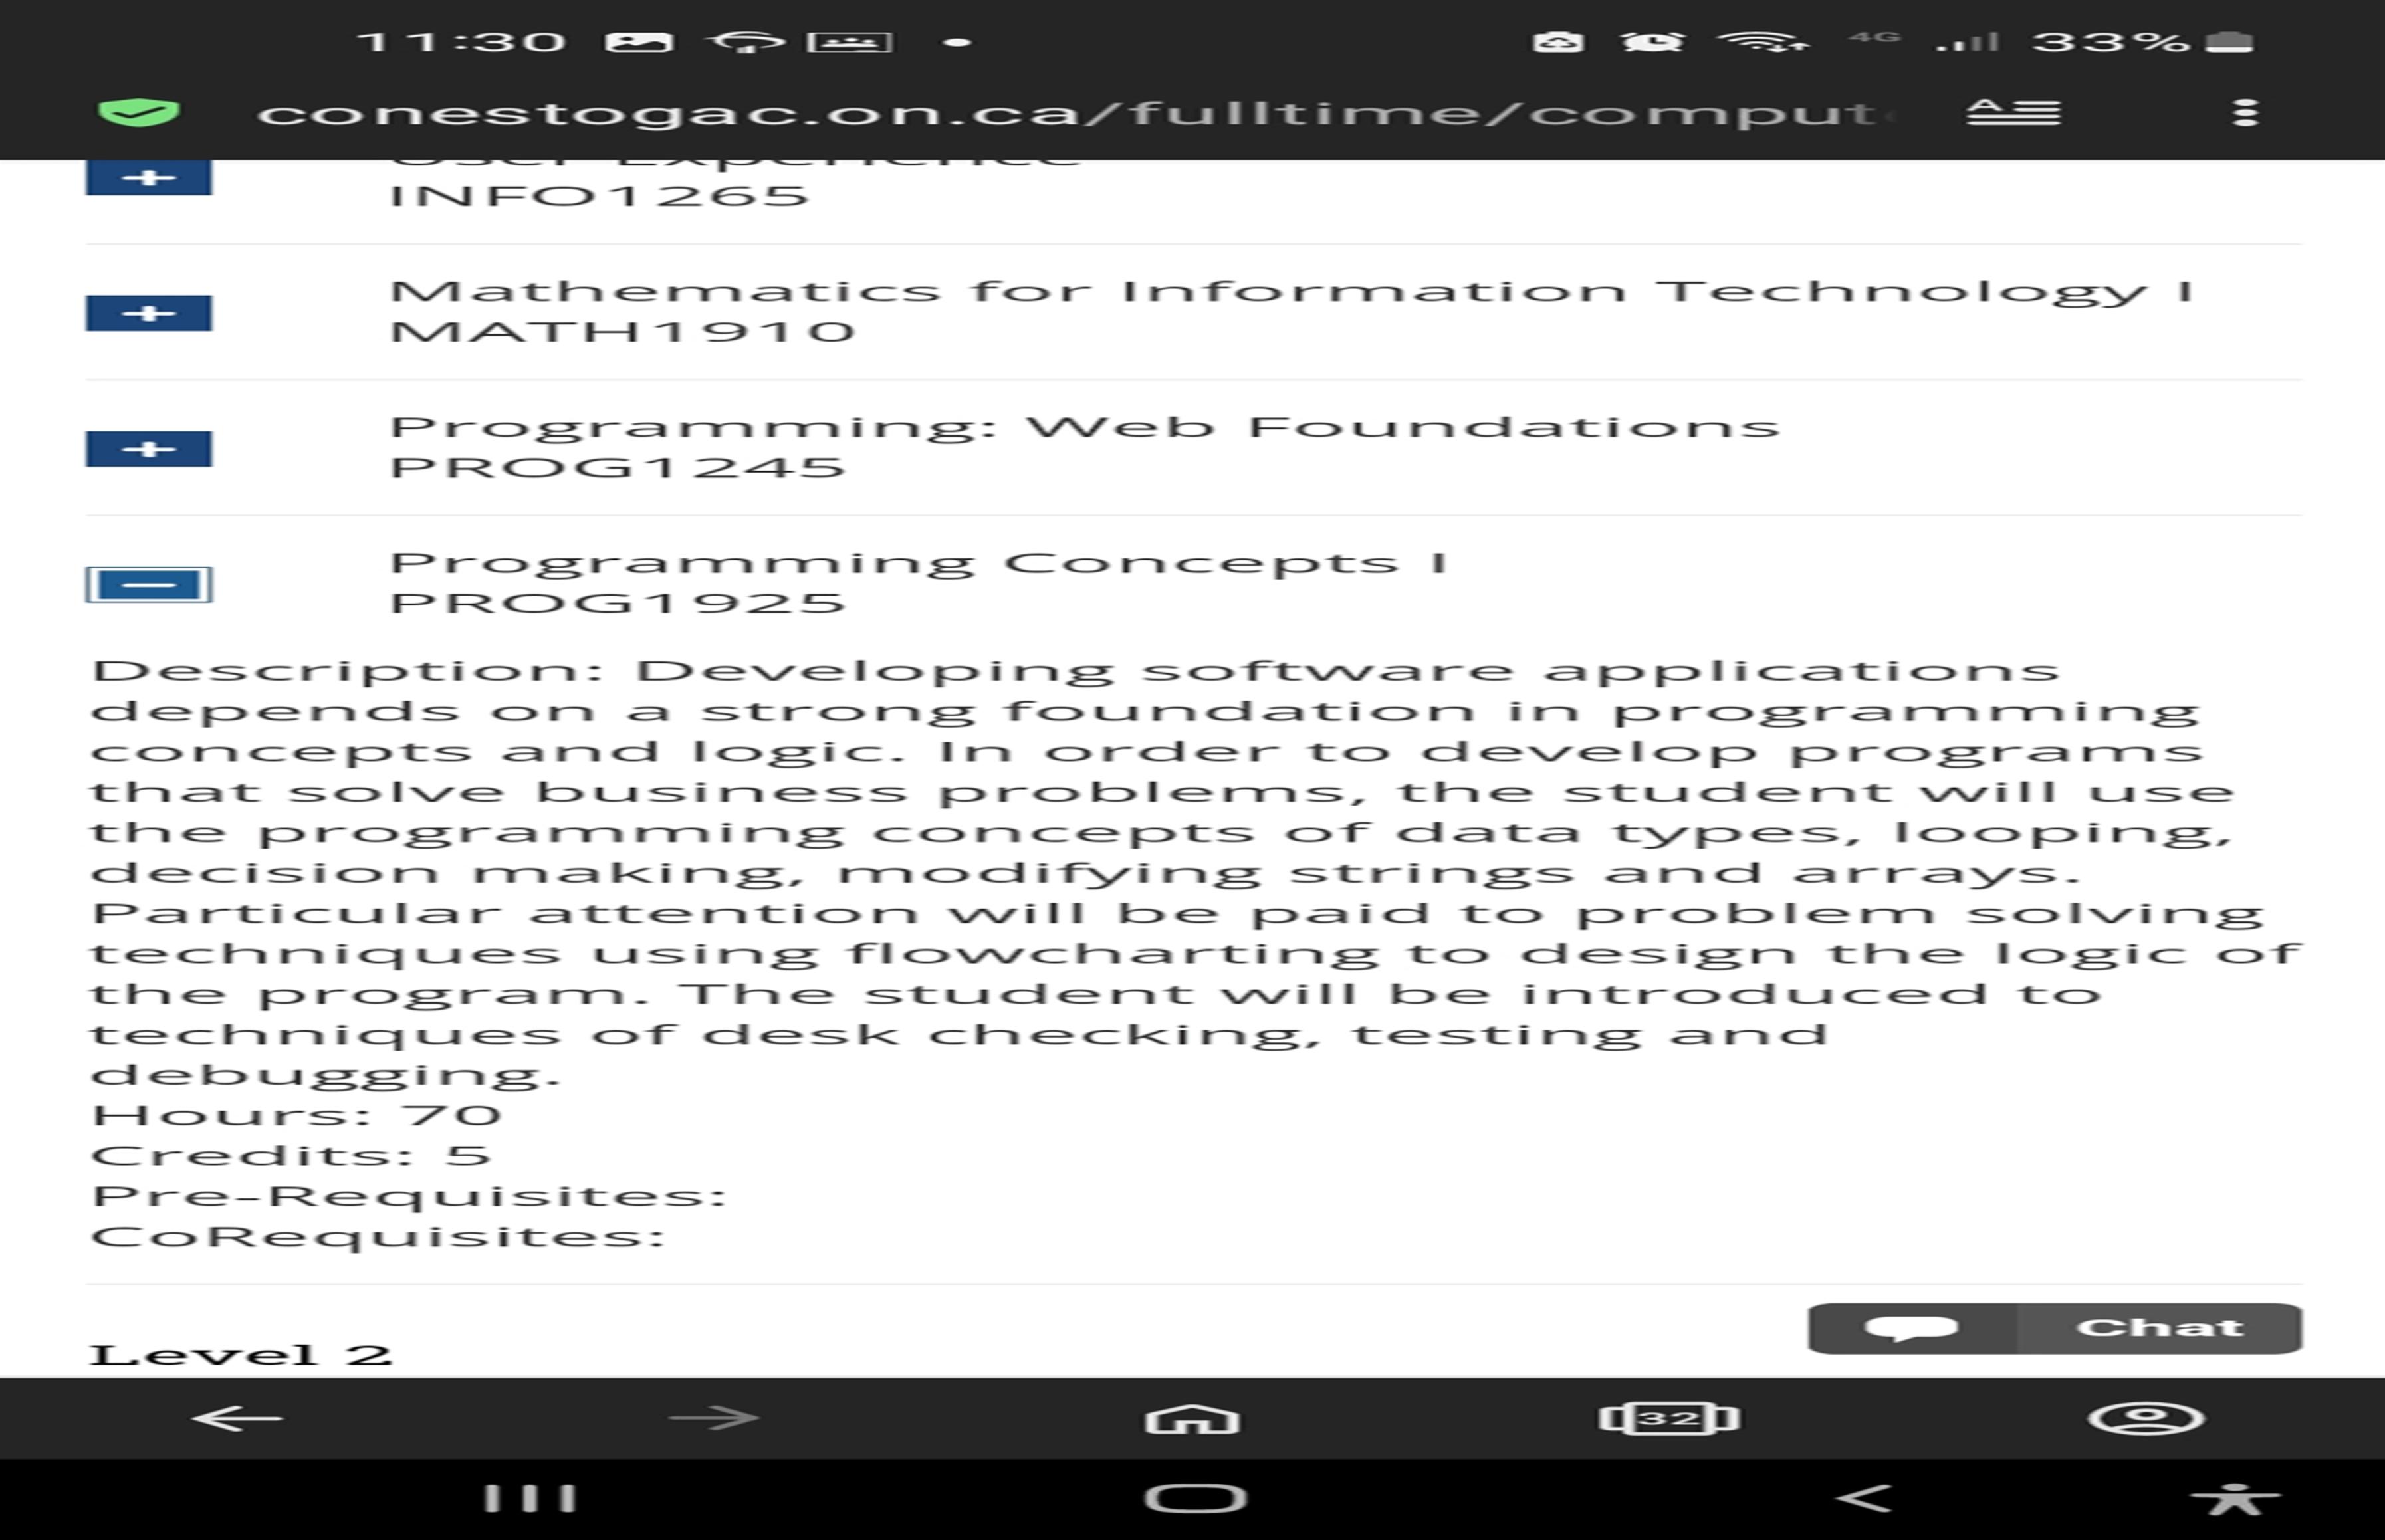 11:30
4G
33%
conestogac.on.ca/fulltime/comput
User Experience
INFO1265
Mathematics for Information Technology I
MATH1910
Programming: Web Foundations
PROG1245
Programming Concepts I
PROG1925
Description: Developing software applications
depends on a strong foundation in programming
concepts and logic. In order to develop programs
that solve business problems, the student will use
the programming concepts of data types, looping,
decision making, modifying strings and arrays.
Particular attention will be paid to problem solving
techniques using flowcharting to design the logic of
the program. The student will be introduced to
techniques of desk checking, testing and
debugging.
Hours: 70
Credits: 5
Pre-Requisites:
CoRequisites:
Level 2
Chat
32